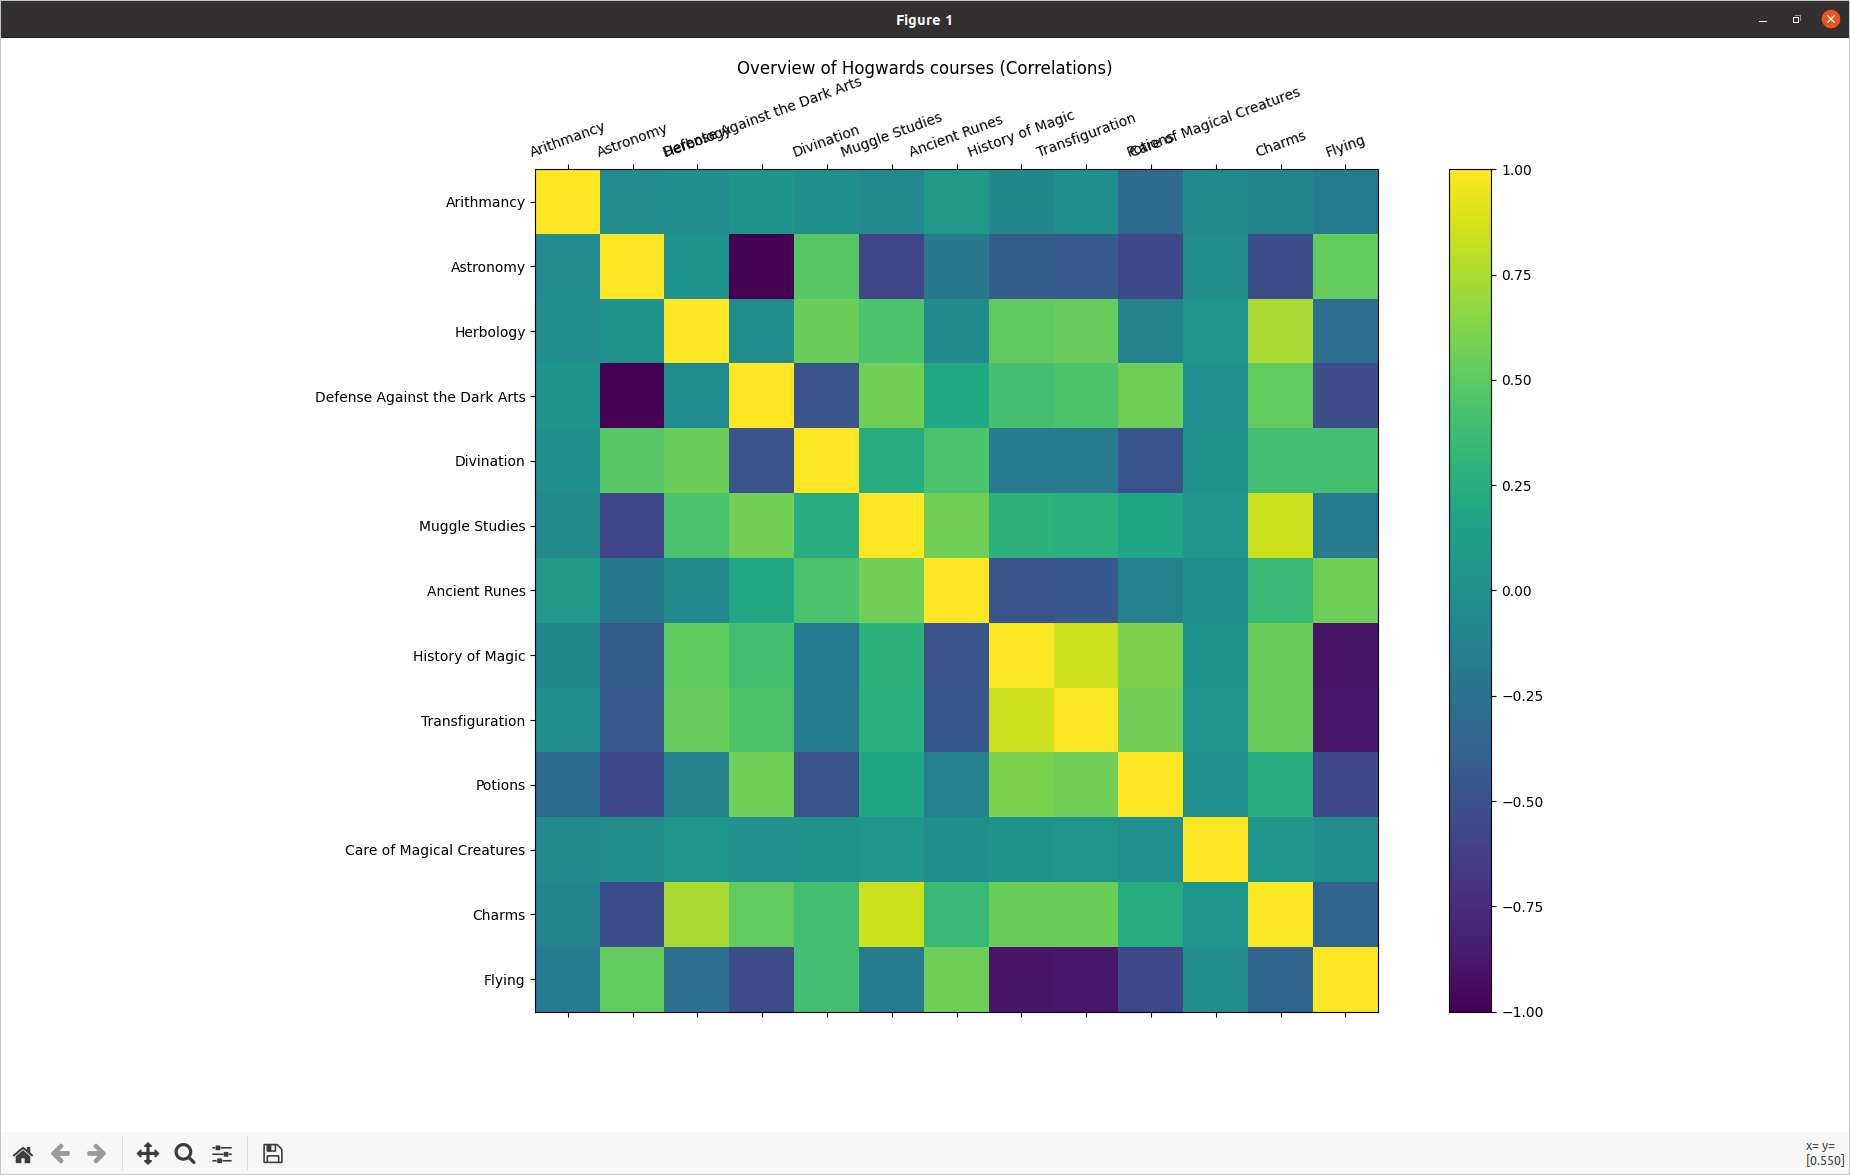 Figure 1
Overview of Hogwards courses (Correlations)
Arithmancy
Astronomy
Herbology
Defense Against the Dark Arts
Divination
Muggle Studies
Ancient Runes
History of Magic
Transfiguration
Potions
Care of Magical Creatures
Charms
Flying
Arithmancy
Astronomy
Herbology
Defense Against the Dark Arts
Divination
Muggle Studies
Ancient Runes
History of Magic
Transfiguration
Potions
Care of Magical Creatures
Charms
Flying
1.00
0.75
0.50
0.25
0.00
−0.25
−0.50
−0.75
−1.00
x= y=
[0.550]